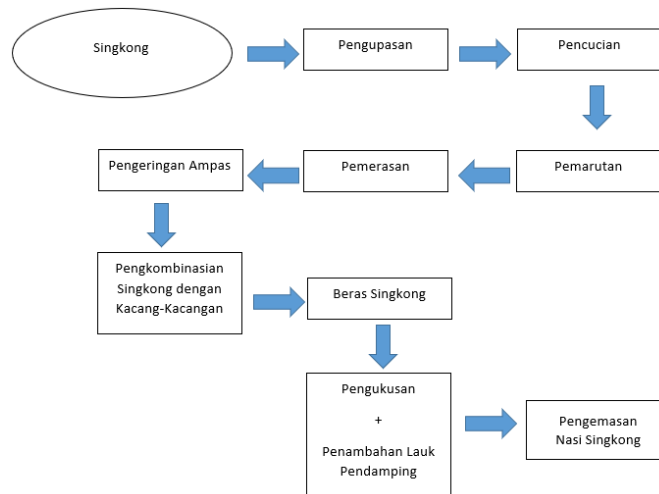 Singkong
Pengupasan
Pencucian
Pemarutan
Pemerasan
Pengeringan Ampas
Pengkombinasian
Singkong dengan
Kacang-Kacangan
Beras Singkong
Pengukusan
+
Penambahan Lauk
Pendamping
Pengemasan
Nasi Singkong